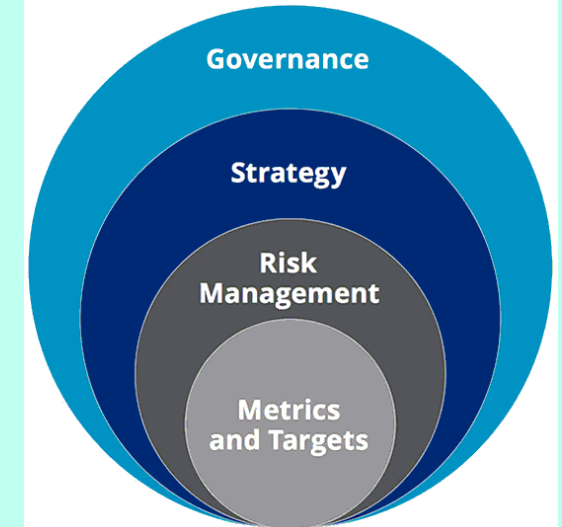 Governance
Strategy
Risk
Management
Metrics
and Targets